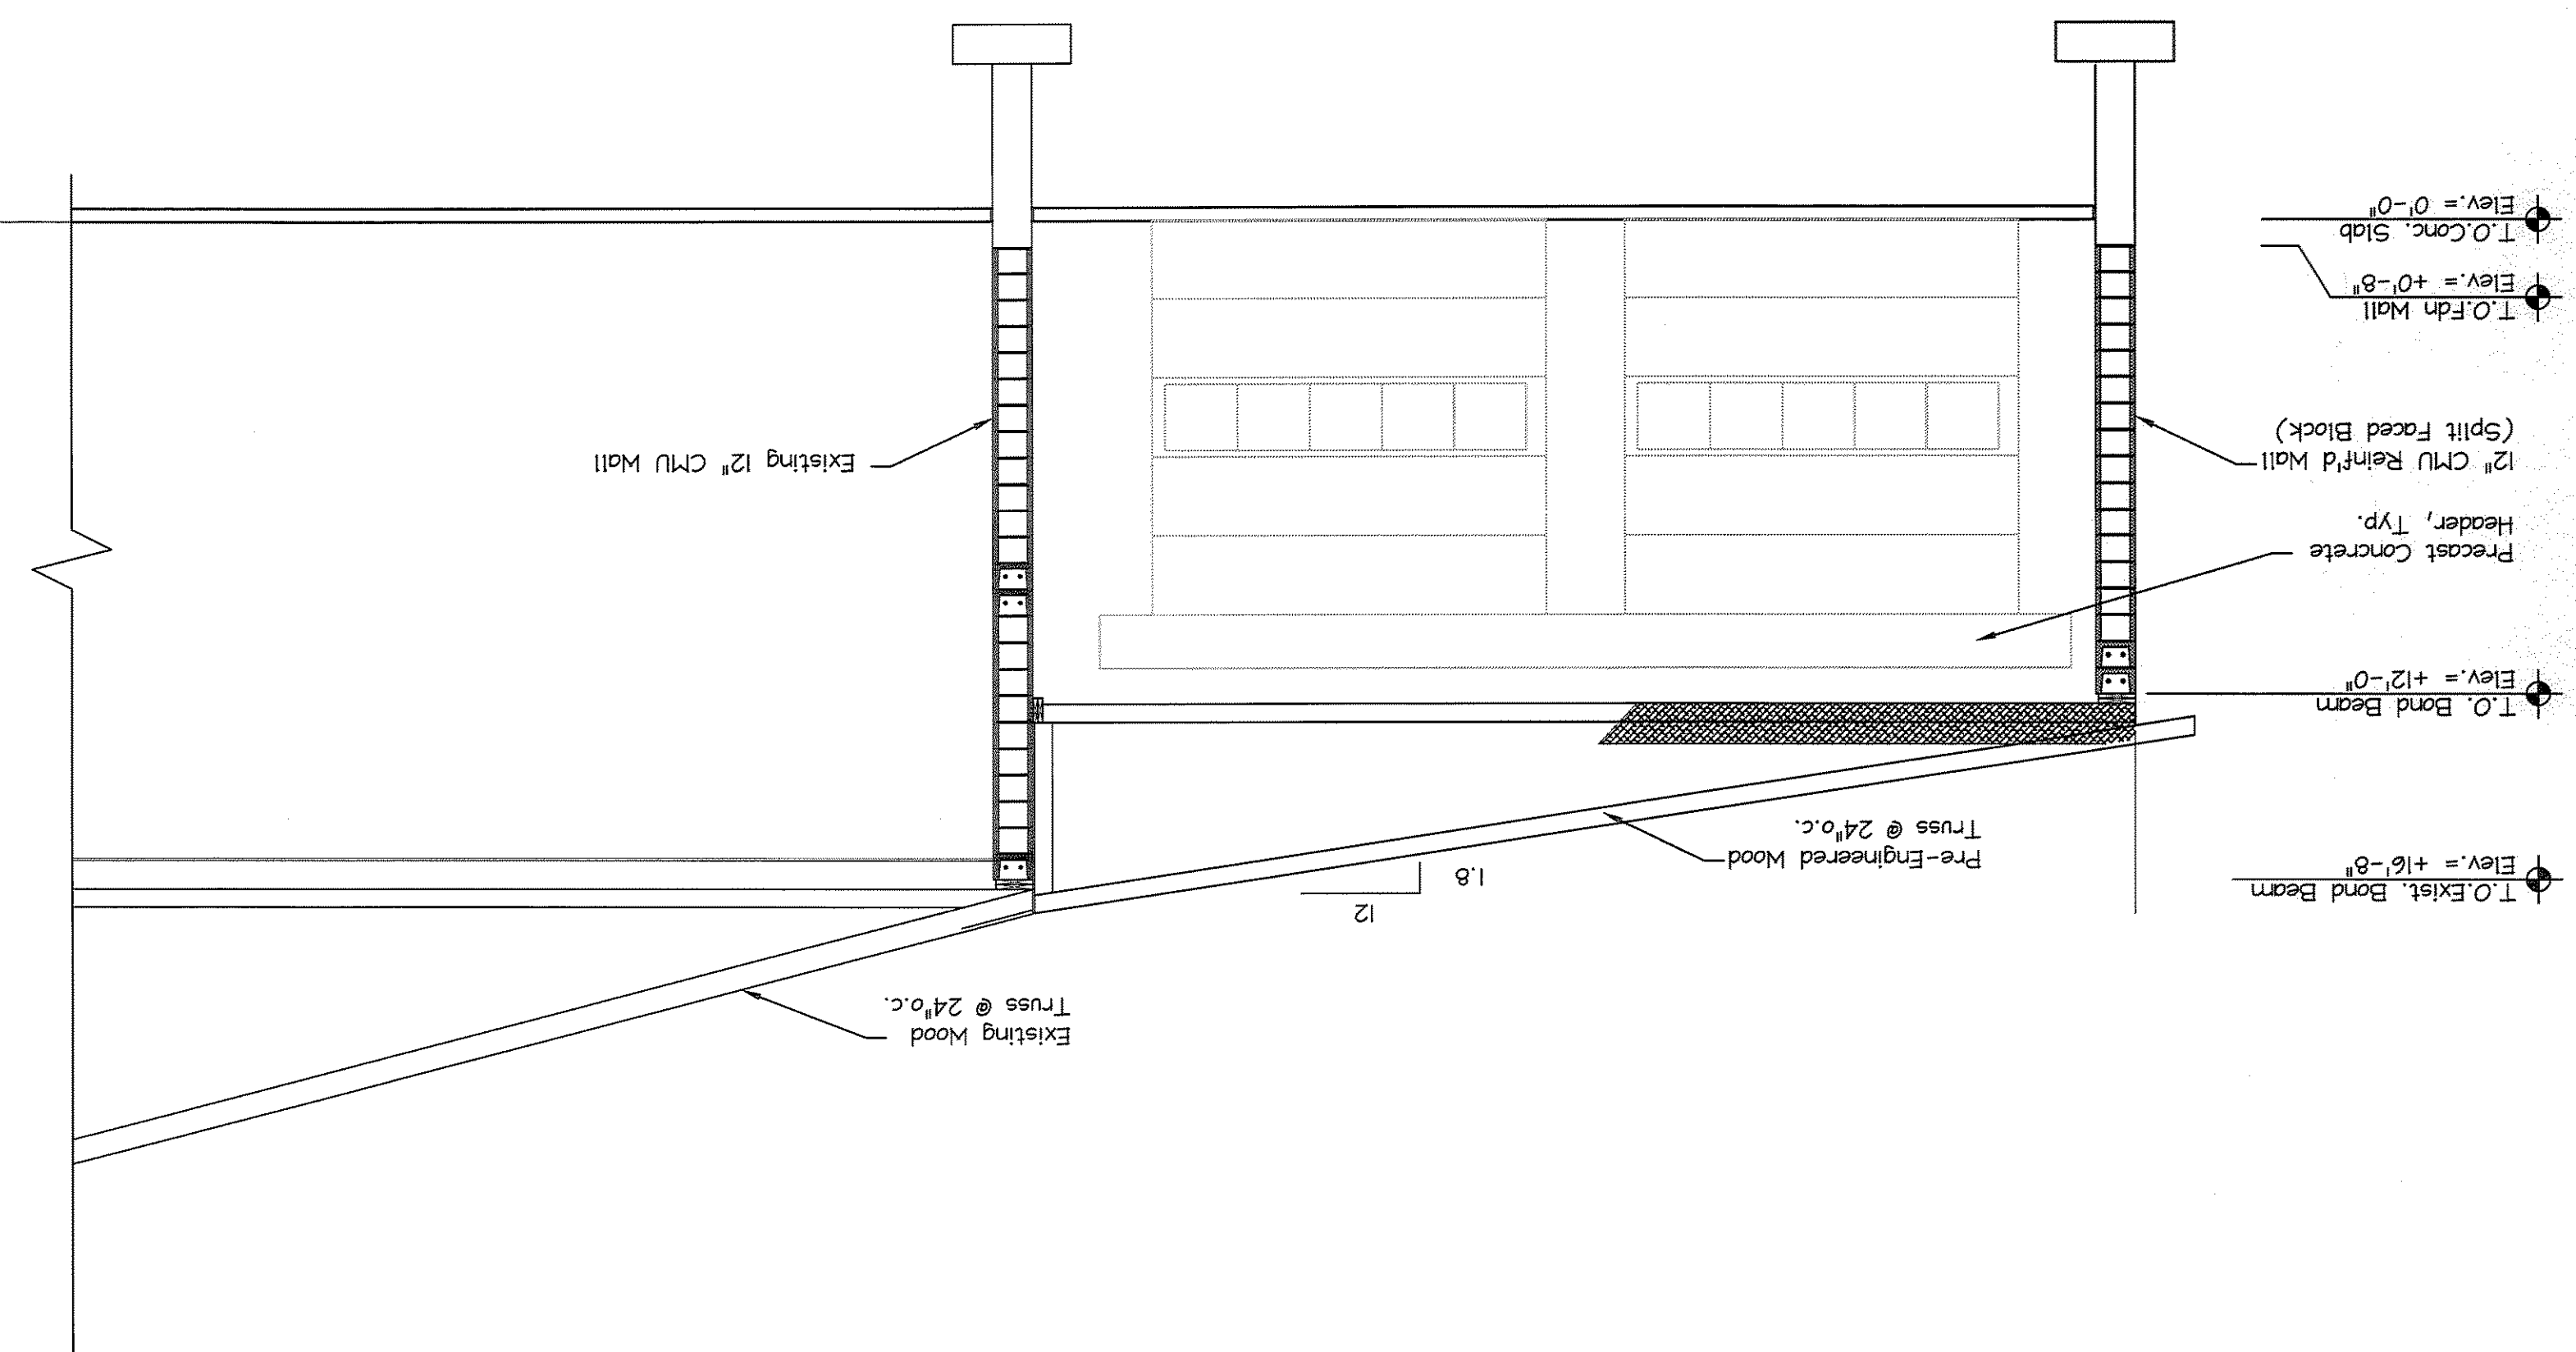 Existing Wood
Truss @ 24"o.c.
12
1.8
Pre-Engineered Wood
Truss @ 24"o.c.
T.O.Exist. Bond Beam
Elev.= +16'-8"
T.O. Bond Beam
Elev.= +12'-0"
Precast Concrete
Header, Typ.
12" CMU Reinf'd Wall
(Split Faced Block)
Existing 12" CMU Wall
T.O.Fdn Wall
Elev.= +0'-8"
T.O.Conc. Slab
Elev.= 0'-0"